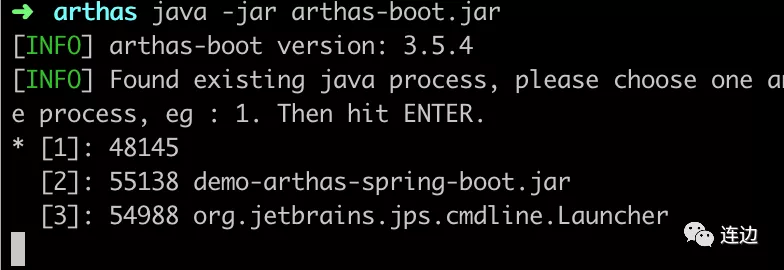 ➜ arthas java -jar arthas-boot.jar
[INFO] arthas-boot version: 3.5.4
[INFO] Found existing java process, please choose one an
e process, eg : 1. Then hit ENTER.
* [1]: 48145
[2]: 55138 demo-arthas-spring-boot.jar
[3]: 54988 org.jetbrains.jps.cmdline.Launcher
连边